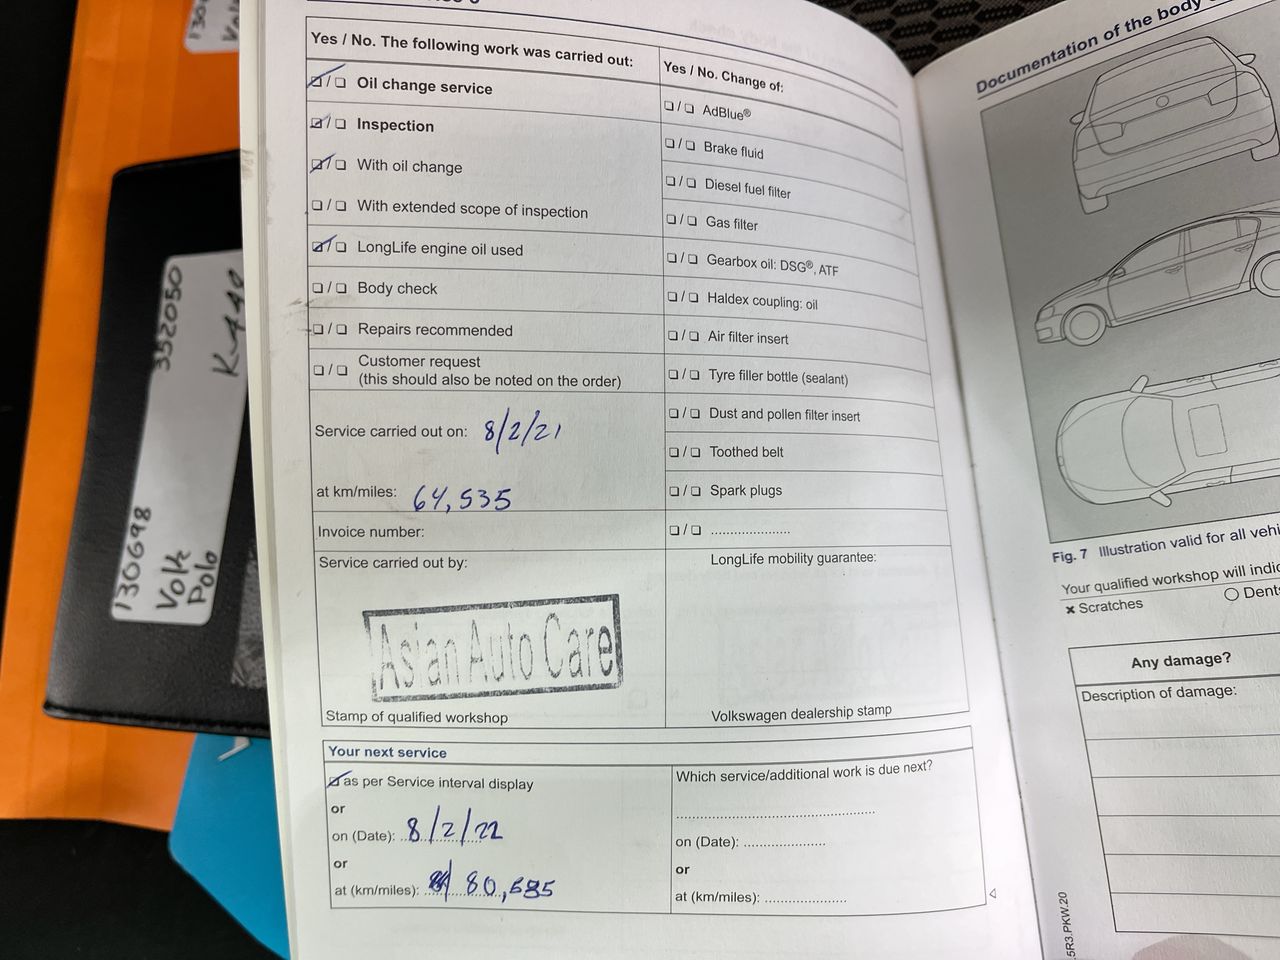 Yes / No. The following work was carried out:
☑ / ❏ Oil change service
☑ / ❏ Inspection
☑ / ❏ With oil change
❏ / ❏ With extended scope of inspection
☑ / ❏ LongLife engine oil used
❏ / ❏ Body check
❏ / ❏ Repairs recommended
❏ / ❏ Customer request
(this should also be noted on the order)
Service carried out on: 8/2/21
at km/miles: 64,535
Invoice number:
Service carried out by:
Asian Auto Care
Stamp of qualified workshop
Yes / No. Change of:
❏ / ❏ AdBlue®
❏ / ❏ Brake fluid
❏ / ❏ Diesel fuel filter
❏ / ❏ Gas filter
❏ / ❏ Gearbox oil: DSG®, ATF
❏ / ❏ Haldex coupling: oil
❏ / ❏ Air filter insert
❏ / ❏ Tyre filler bottle (sealant)
❏ / ❏ Dust and pollen filter insert
❏ / ❏ Toothed belt
❏ / ❏ Spark plugs
❏ / ❏ ....................
LongLife mobility guarantee:
Volkswagen dealership stamp
Your next service
☑ as per Service interval display
or
on (Date): 8/2/22
or
at (km/miles):
Which service/additional work is due next?
on (Date): .....................
or
at (km/miles): .....................
Documentation of the body
Fig. 7 Illustration valid for all
Your qualified workshop will
× Scratches
Any damage?
Description of damage:
5R3.PKW.20
352050
K-449
130698
Volk
Polo